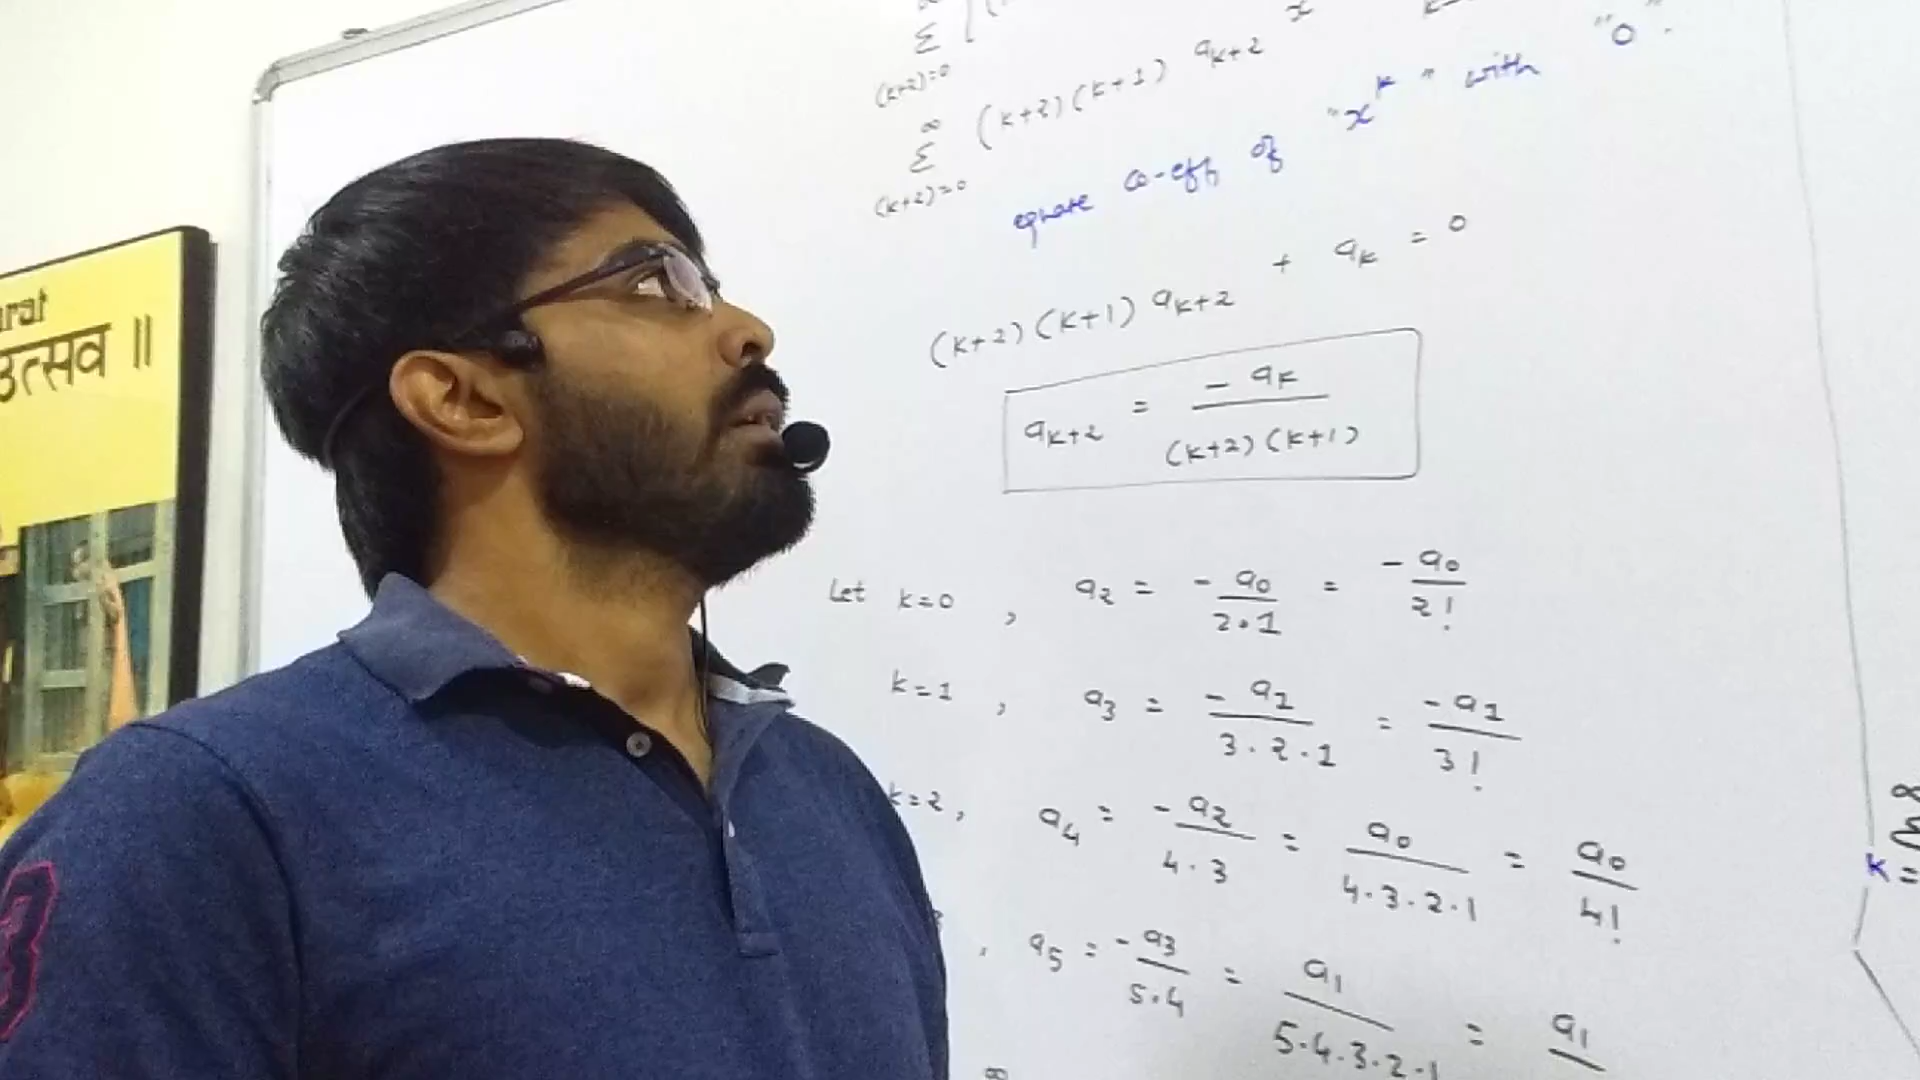 rat
उत्सव ॥
∞
Σ
(k+2)=0
∞
Σ (k+2)(k+1) a_{k+2} x
(k+2)=0
equate co-eff of "x^k" with "0".
(k+2)(k+1) a_{k+2} + a_k = 0
a_{k+2} = -a_k / (k+2)(k+1)
Let k=0 , a_2 = -a_0 / 2·1 = -a_0 / 2!
k=1 , a_3 = -a_1 / 3·2·1 = -a_1 / 3!
k=2, a_4 = -a_2 / 4·3 = a_0 / 4·3·2·1 = a_0 / 4!
, a_5 = -a_3 / 5·4 = a_1 / 5·4·3·2·1 = a_1
∞
k =